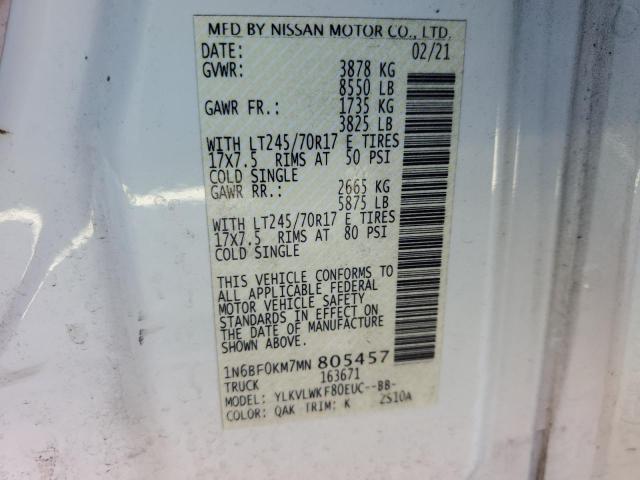 MFD BY NISSAN MOTOR CO., LTD.
DATE: 02/21
GVWR: 3878 KG
8550 LB
GAWR FR.: 1735 KG
3825 LB
WITH LT245/70R17 E TIRES
17X7.5 RIMS AT 50 PSI
COLD SINGLE
GAWR RR.: 2665 KG
5875 LB
WITH LT245/70R17 E TIRES
17X7.5 RIMS AT 80 PSI
COLD SINGLE
THIS VEHICLE CONFORMS TO
ALL APPLICABLE FEDERAL
MOTOR VEHICLE SAFETY
STANDARDS IN EFFECT ON
THE DATE OF MANUFACTURE
SHOWN ABOVE.
1N6BF0KM7MN 805457
TRUCK 163671
MODEL: YLKVLWKF80EUC--BB-
COLOR: QAK TRIM: K 2S10A